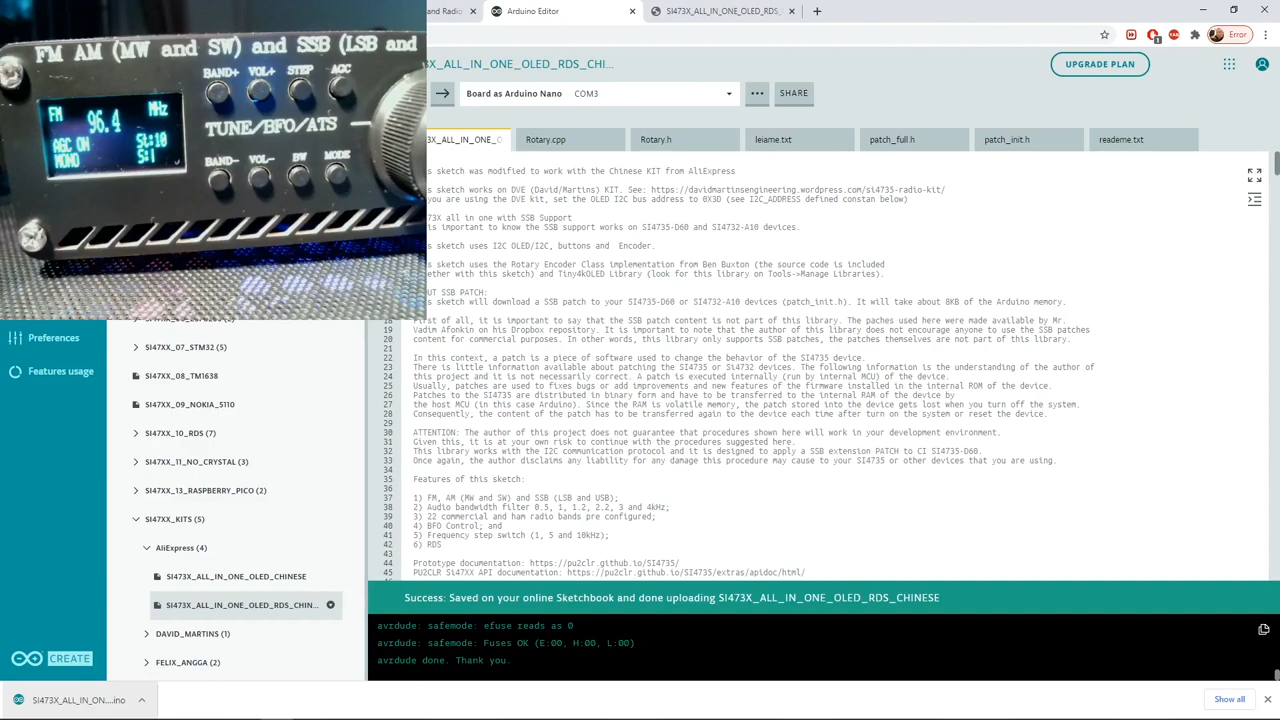 FM AM (MW and SW) and SSB (LSB and
BAND+ VOL+ STEP AGC
FM MHz
96.4
AGC ON St:10
MONO S:1
TUNE/BFO/ATS
BAND- VOL- BW MODE
and Radio
Arduino Editor
SI473X_ALL_IN_ONE_OLED_RDS_
Error
_ALL_IN_ONE_OLED_RDS_CHI...
UPGRADE PLAN
Board as Arduino Nano COM3
SHARE
3X_ALL_IN_ONE_O
Rotary.cpp
Rotary.h
leiame.txt
patch_full.h
patch_init.h
reademe.txt
s sketch was modified to work with the Chinese KIT from AliExpress
s sketch works on DVE (David/Martins) KIT. See: https://davidmartinsengineering.wordpress.com/si4735-radio-kit/
you are using the DVE kit, set the OLED I2C bus address to 0X3D (see I2C_ADDRESS defined constan below)
73X all in one with SSB Support
is important to know the SSB support works on SI4735-D60 and SI4732-A10 devices.
s sketch uses I2C OLED/I2C, buttons and Encoder.
s sketch uses the Rotary Encoder Class implementation from Ben Buxton (the source code is included
ether with this sketch) and Tiny4kOLED Library (look for this library on Tools->Manage Libraries).
UT SSB PATCH:
s sketch will download a SSB patch to your SI4735-D60 or SI4732-A10 devices (patch_init.h). It will take about 8KB of the Arduino memory.
18 First of all, it is important to say that the SSB patch content is not part of this library. The paches used here were made available by Mr.
19 Vadim Afonkin on his Dropbox repository. It is important to note that the author of this library does not encourage anyone to use the SSB patches
20 content for commercial purposes. In other words, this library only supports SSB patches, the patches themselves are not part of this library.
21
22 In this context, a patch is a piece of software used to change the behavior of the SI4735 device.
23 There is little information available about patching the SI4735 or Si4732 devices. The following information is the understanding of the author of
24 this project and it is not necessarily correct. A patch is executed internally (run by internal MCU) of the device.
25 Usually, patches are used to fixes bugs or add improvements and new features of the firmware installed in the internal ROM of the device.
26 Patches to the SI4735 are distributed in binary form and have to be transferred to the internal RAM of the device by
27 the host MCU (in this case Arduino). Since the RAM is volatile memory, the patch stored into the device gets lost when you turn off the system.
28 Consequently, the content of the patch has to be transferred again to the device each time after turn on the system or reset the device.
29
30 ATTENTION: The author of this project does not guarantee that procedures shown here will work in your development environment.
31 Given this, it is at your own risk to continue with the procedures suggested here.
32 This library works with the I2C communication protocol and it is designed to apply a SSB extension PATCH to CI SI4735-D60.
33 Once again, the author disclaims any liability for any damage this procedure may cause to your SI4735 or other devices that you are using.
34
35 Features of this sketch:
36
37 1) FM, AM (MW and SW) and SSB (LSB and USB);
38 2) Audio bandwidth filter 0.5, 1, 1.2, 2.2, 3 and 4kHz;
39 3) 22 commercial and ham radio bands pre configured;
40 4) BFO Control; and
41 5) Frequency step switch (1, 5 and 10kHz);
42 6) RDS
43
44 Prototype documentation: https://pu2clr.github.io/SI4735/
45 PU2CLR Si47XX API documentation: https://pu2clr.github.io/SI4735/extras/apidoc/html/
Preferences
Features usage
SI47XX_07_STM32 (5)
SI47XX_08_TM1638
SI47XX_09_NOKIA_5110
SI47XX_10_RDS (7)
SI47XX_11_NO_CRYSTAL (3)
SI47XX_13_RASPBERRY_PICO (2)
SI47XX_KITS (5)
AliExpress (4)
SI473X_ALL_IN_ONE_OLED_CHINESE
SI473X_ALL_IN_ONE_OLED_RDS_CHIN...
DAVID_MARTINS (1)
FELIX_ANGGA (2)
CREATE
Success: Saved on your online Sketchbook and done uploading SI473X_ALL_IN_ONE_OLED_RDS_CHINESE
avrdude: safemode: efuse reads as 0
avrdude: safemode: Fuses OK (E:00, H:00, L:00)
avrdude done. Thank you.
SI473X_ALL_IN_ON....ino
Show all